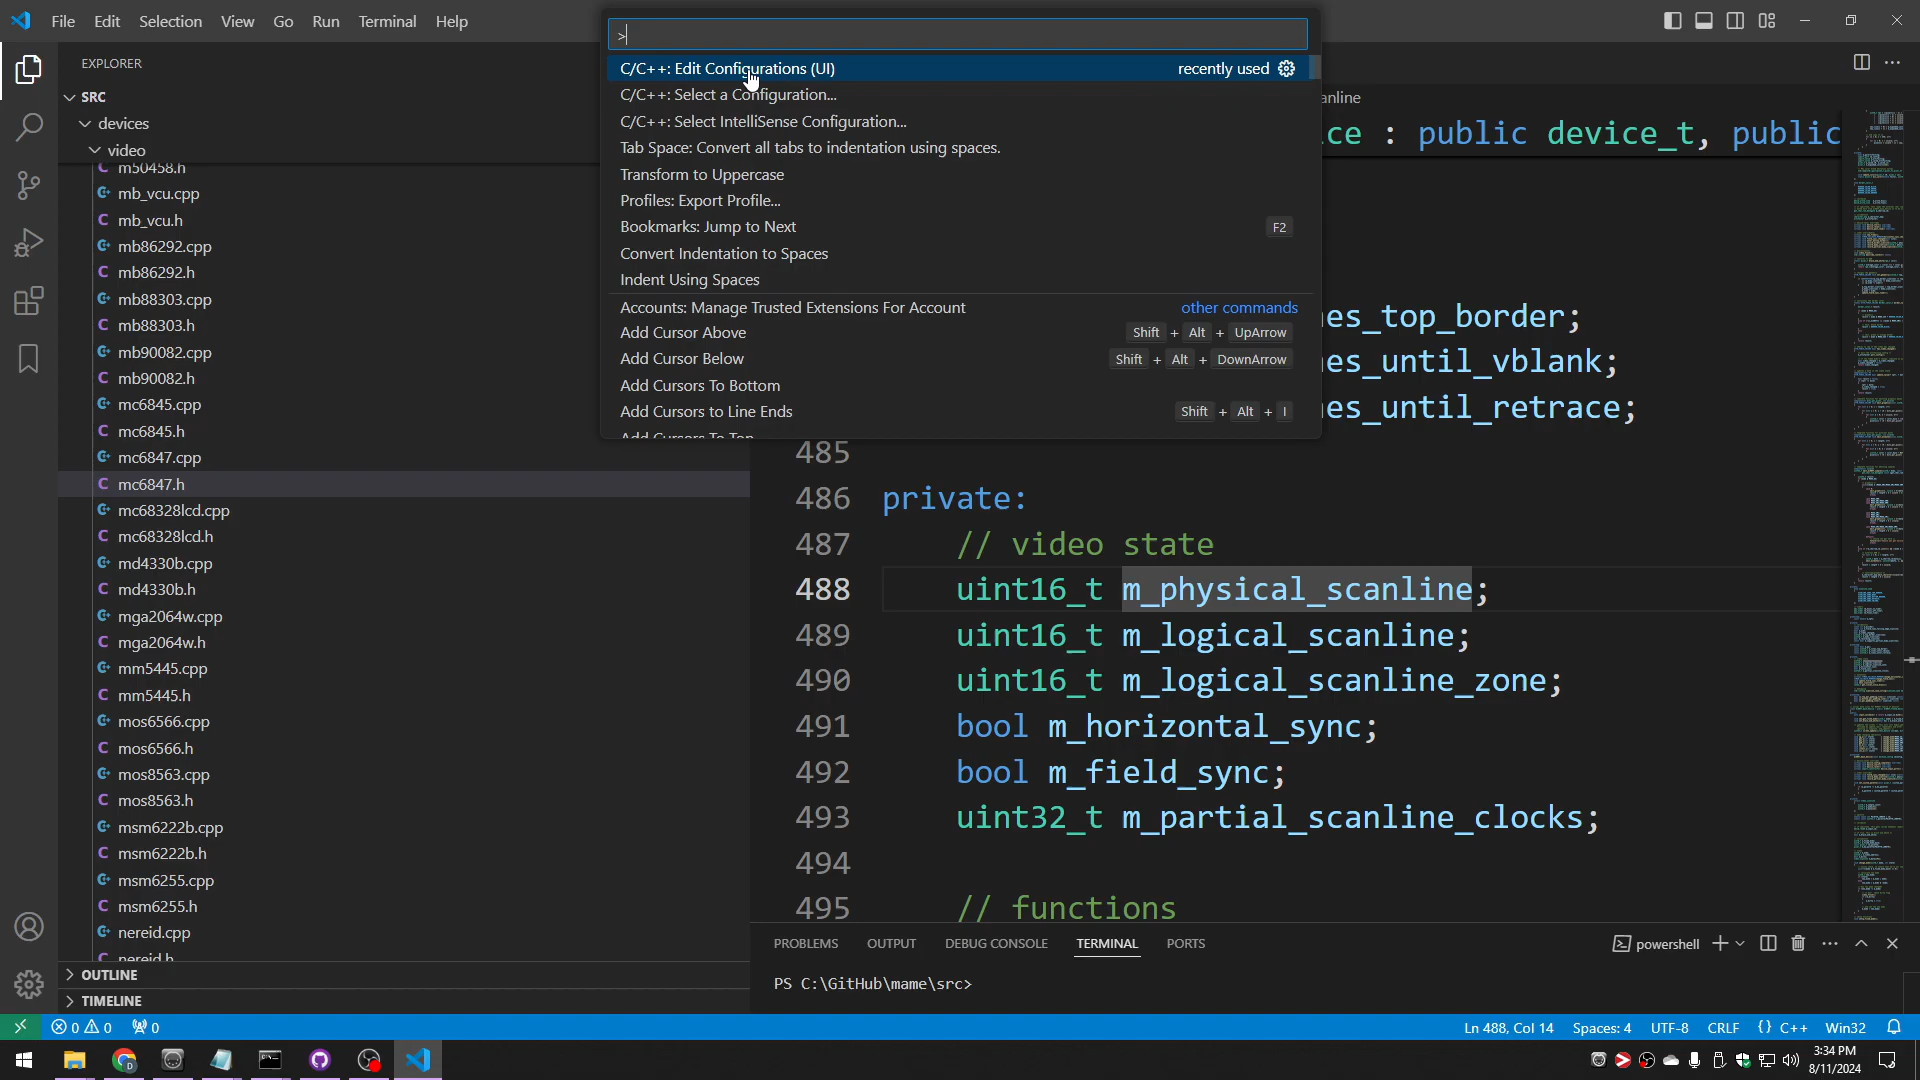 File Edit Selection View Go Run Terminal Help
>
C/C++: Edit Configurations (UI) recently used
C/C++: Select a Configuration...
C/C++: Select IntelliSense Configuration...
Tab Space: Convert all tabs to indentation using spaces.
Transform to Uppercase
Profiles: Export Profile...
Bookmarks: Jump to Next F2
Convert Indentation to Spaces
Indent Using Spaces
Accounts: Manage Trusted Extensions For Account other commands
Add Cursor Above Shift + Alt + UpArrow
Add Cursor Below Shift + Alt + DownArrow
Add Cursors To Bottom
Add Cursors to Line Ends Shift + Alt + I
Add Cursors To Top
EXPLORER
SRC
devices
video
m50458.h
mb_vcu.cpp
mb_vcu.h
mb86292.cpp
mb86292.h
mb88303.cpp
mb88303.h
mb90082.cpp
mb90082.h
mc6845.cpp
mc6845.h
mc6847.cpp
mc6847.h
mc68328lcd.cpp
mc68328lcd.h
md4330b.cpp
md4330b.h
mga2064w.cpp
mga2064w.h
mm5445.cpp
mm5445.h
mos6566.cpp
mos6566.h
mos8563.cpp
mos8563.h
msm6222b.cpp
msm6222b.h
msm6255.cpp
msm6255.h
nereid.cpp
nereid.h
OUTLINE
TIMELINE
anline
ce : public device_t, public
es_top_border;
es_until_vblank;
es_until_retrace;
485
486 private:
487 // video state
488 uint16_t m_physical_scanline;
489 uint16_t m_logical_scanline;
490 uint16_t m_logical_scanline_zone;
491 bool m_horizontal_sync;
492 bool m_field_sync;
493 uint32_t m_partial_scanline_clocks;
494
495 // functions
PROBLEMS OUTPUT DEBUG CONSOLE TERMINAL PORTS powershell
PS C:\GitHub\mame\src>
0 0 0 Ln 488, Col 14 Spaces: 4 UTF-8 CRLF {} C++ Win32
3:34 PM
8/11/2024